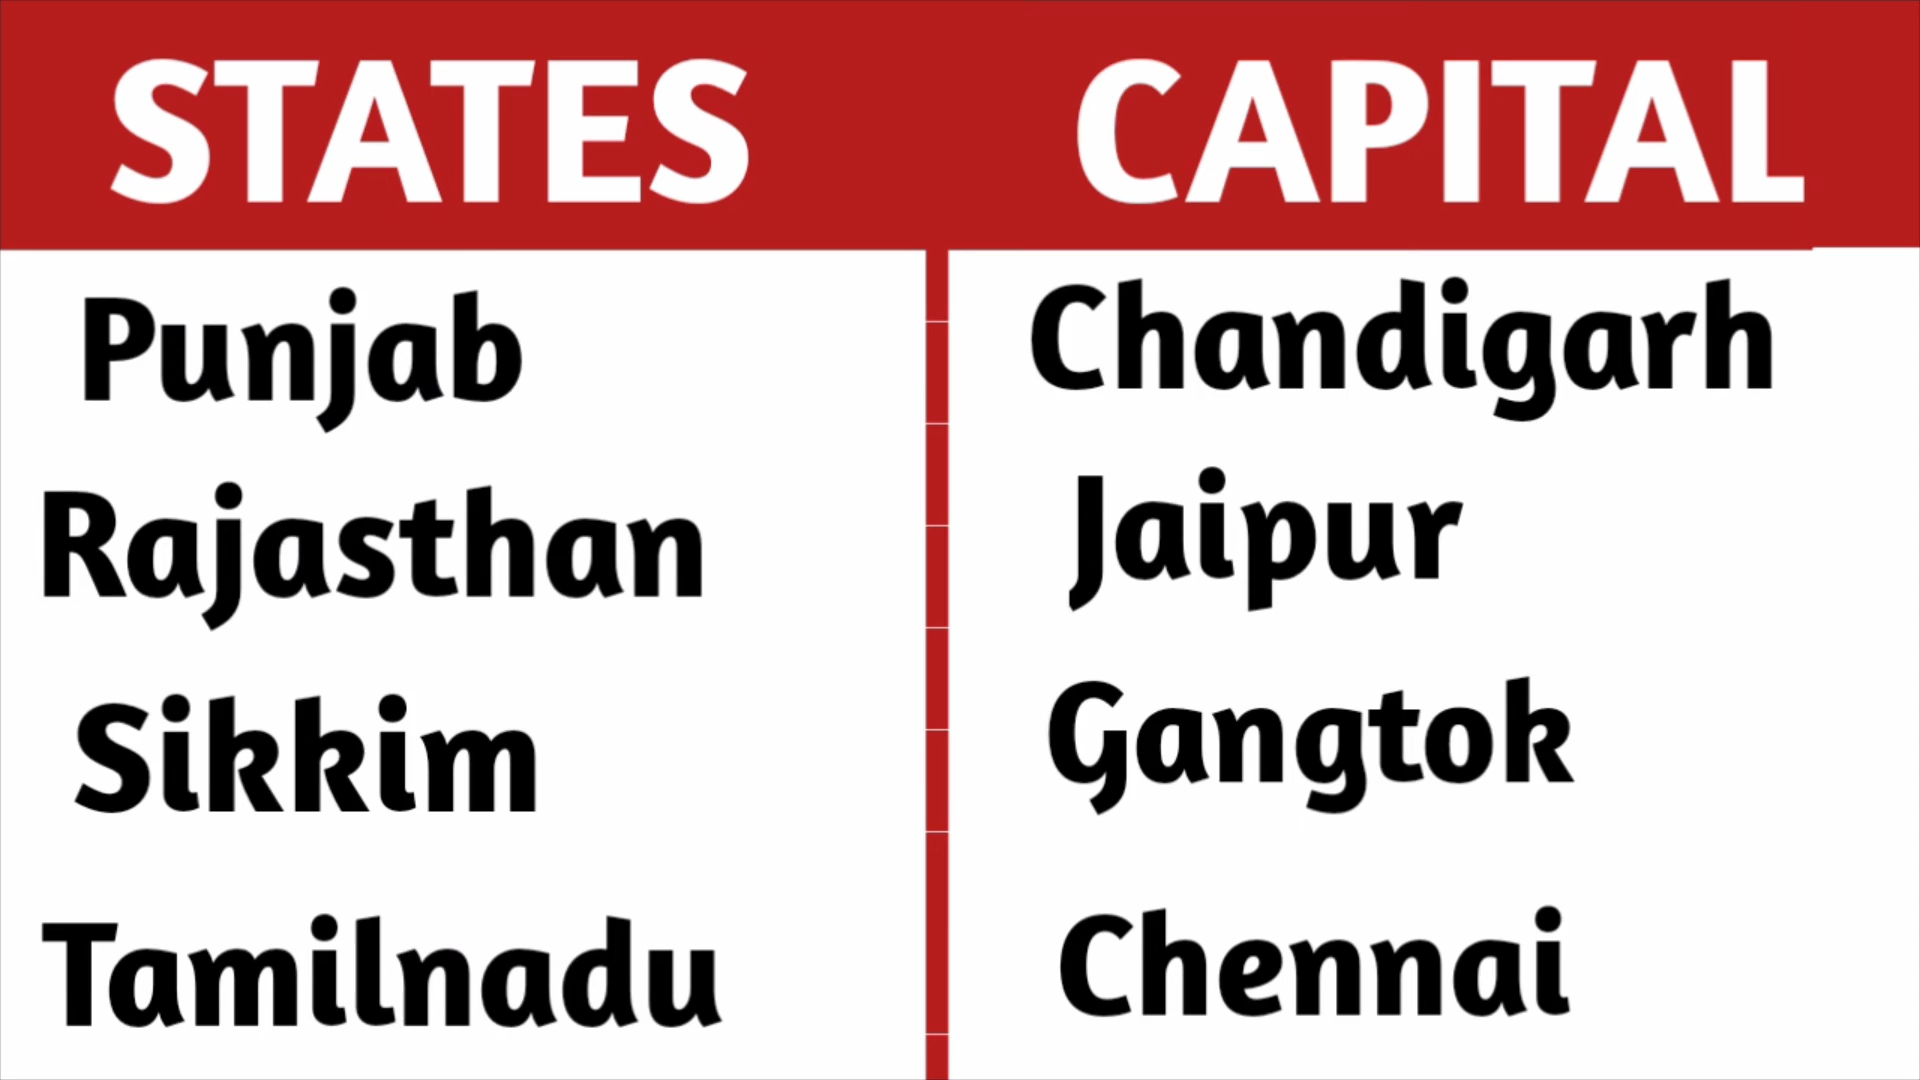 STATES CAPITAL
Punjab Chandigarh
Rajasthan Jaipur
Sikkim Gangtok
Tamilnadu Chennai